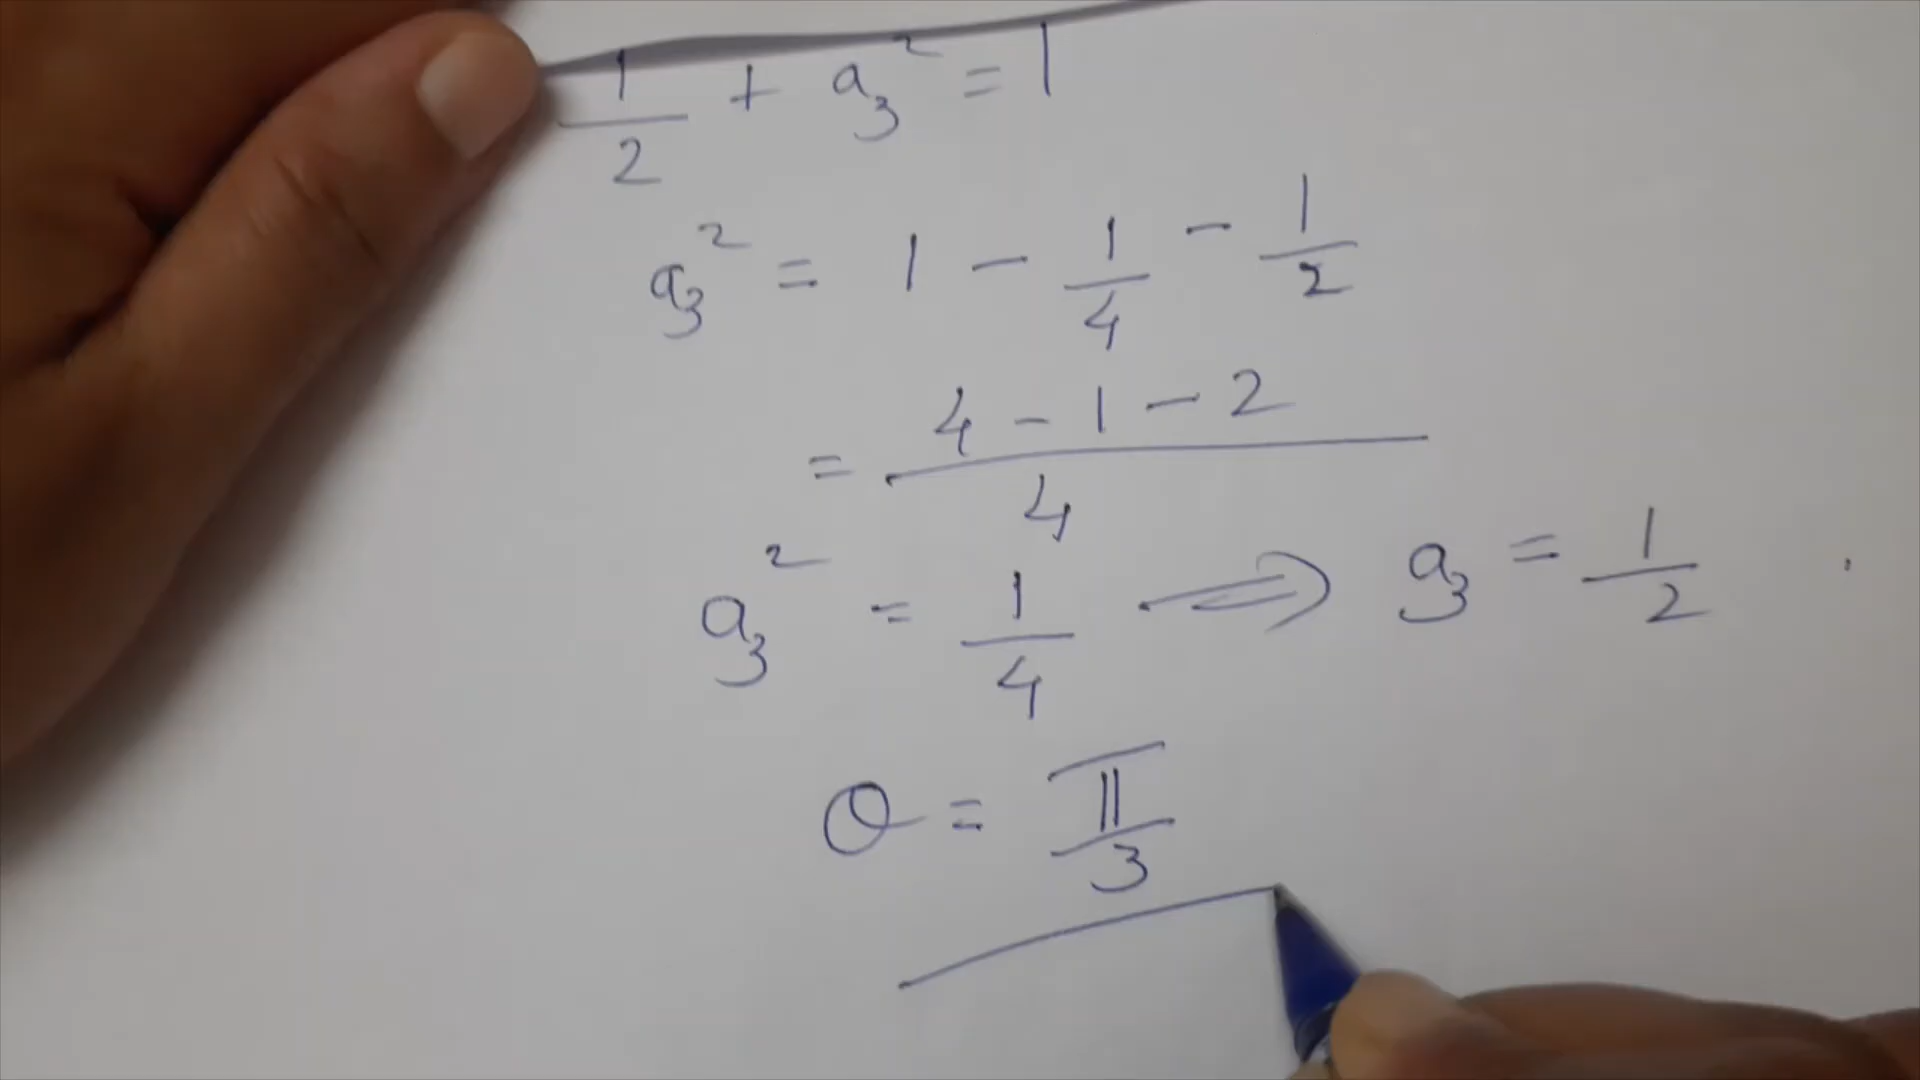 1/2 + a₃² = 1
a₃² = 1 - 1/4 - 1/2
= (4 - 1 - 2)/4
a₃² = 1/4 ⇒ a₃ = 1/2 .
θ = π/3